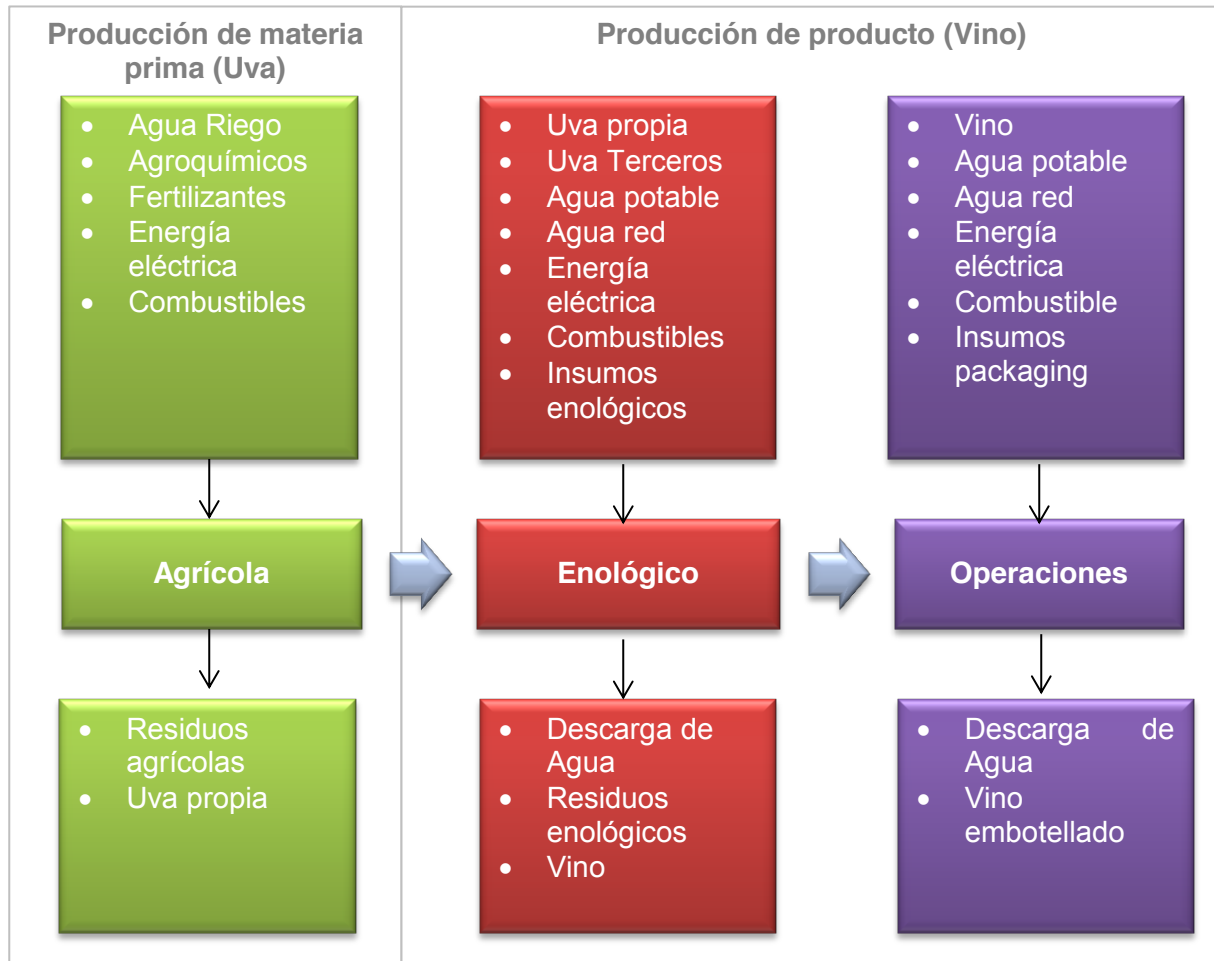 Producción de materia
prima (Uva)
Producción de producto (Vino)
• Agua Riego
• Agroquímicos
• Fertilizantes
• Energía
eléctrica
• Combustibles
• Uva propia
• Uva Terceros
• Agua potable
• Agua red
• Energía
eléctrica
• Combustibles
• Insumos
enológicos
• Vino
• Agua potable
• Agua red
• Energía
eléctrica
• Combustible
• Insumos
packaging
Agrícola
Enológico
Operaciones
• Residuos
agrícolas
• Uva propia
• Descarga de
Agua
• Residuos
enológicos
• Vino
• Descarga de
Agua
• Vino
embotellado